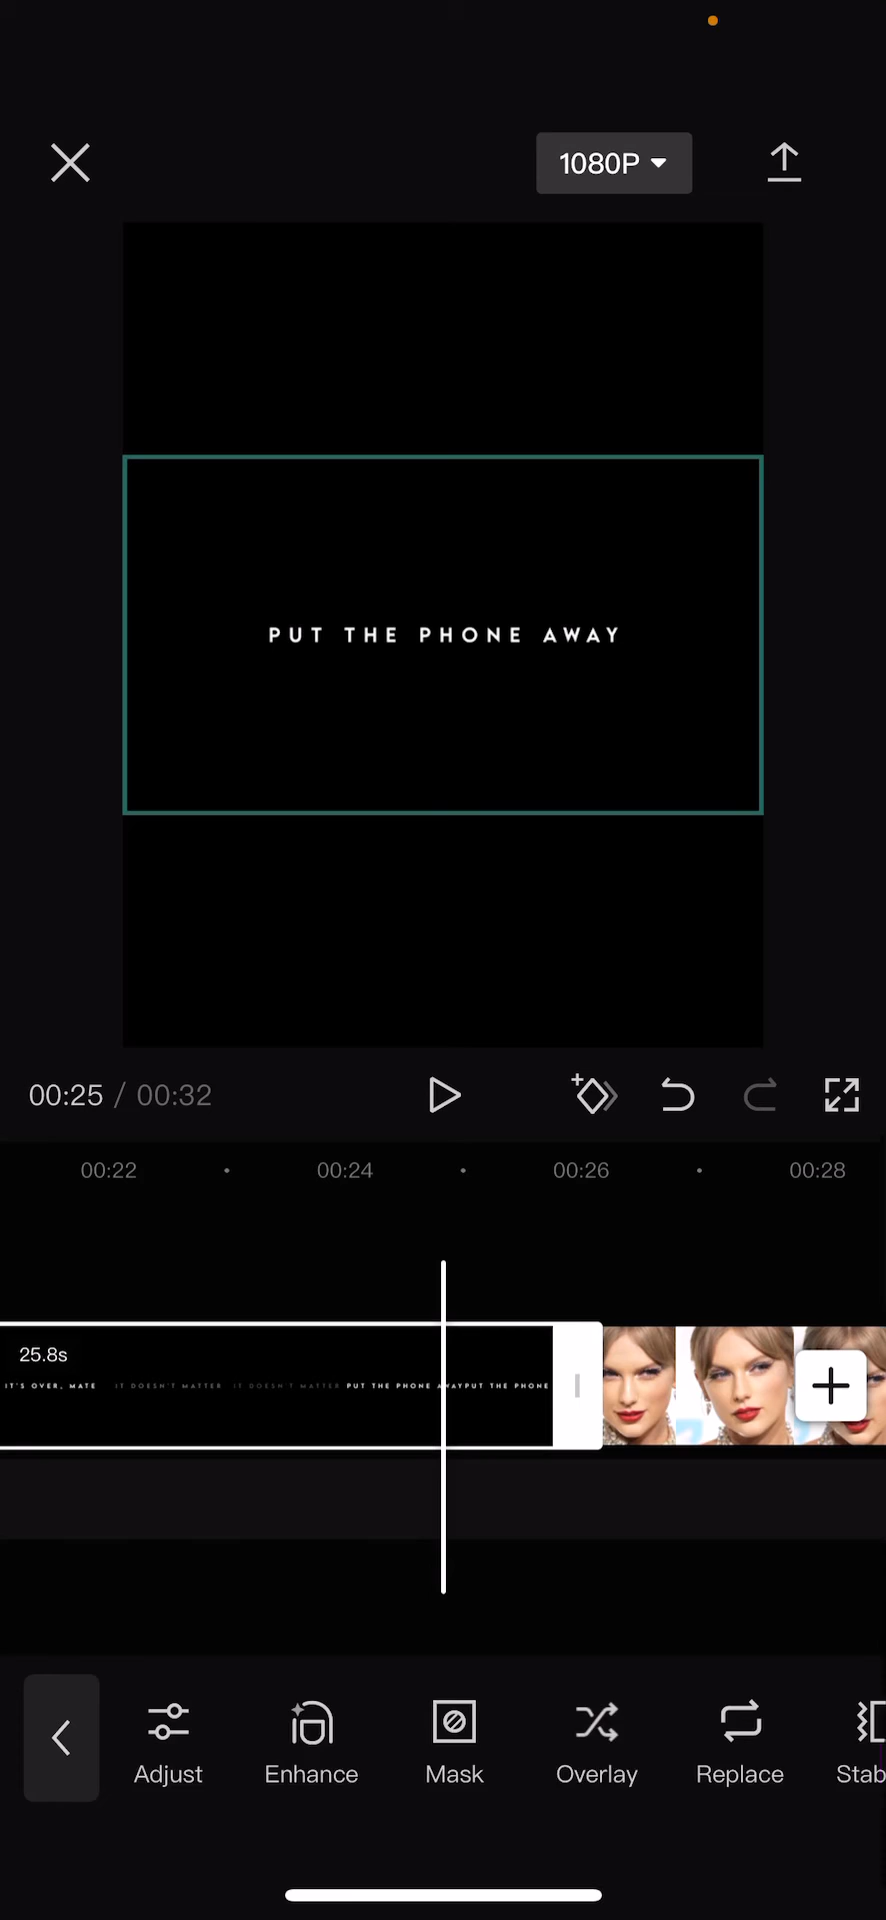 1080P
PUT THE PHONE AWAY
00:25 / 00:32
00:22 00:24 00:26 00:28
25.8s
IT'S OVER, MATE IT DOESN'T MATTER IT DOESN'T MATTER PUT THE PHONE AWAYPUT THE PHONE
Adjust Enhance Mask Overlay Replace Stab